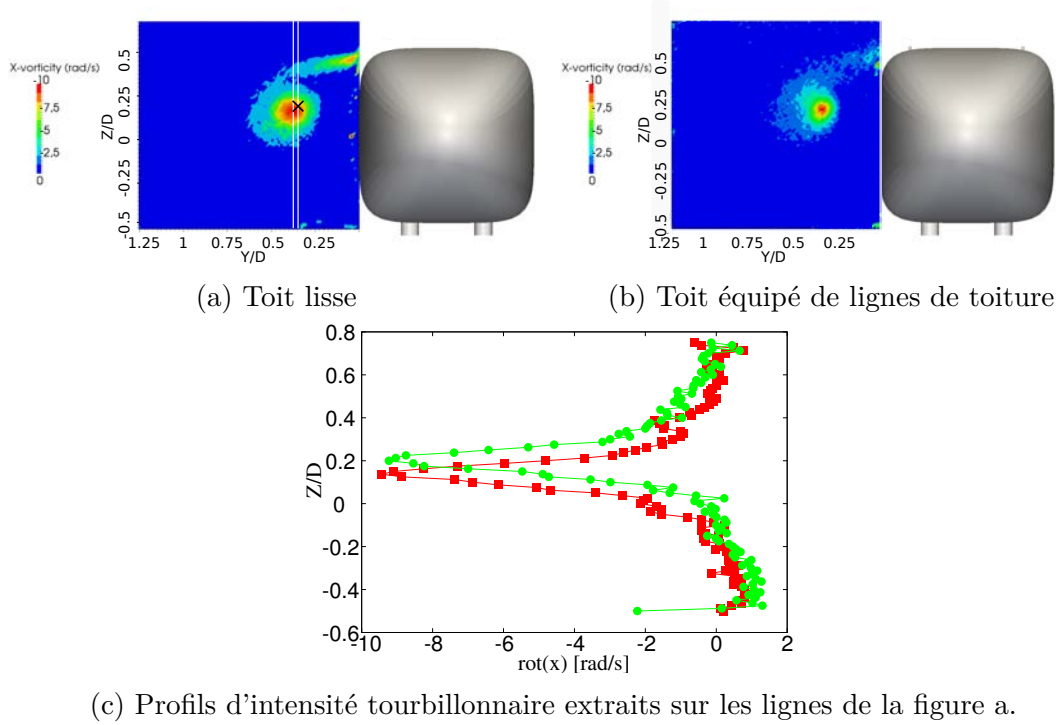 X-vorticity (rad/s)
-10
-7.5
-5
-2.5
0
Z/D
0.5
0.25
0
-0.25
-0.5
1.25 1 0.75 0.5 0.25
Y/D
(a) Toit lisse
X-vorticity (rad/s)
-10
-7.5
-5
-2.5
0
Z/D
0.5
0.25
0
-0.25
-0.5
1.25 1 0.75 0.5 0.25
Y/D
(b) Toit équipé de lignes de toiture
Z/D
0.8
0.6
0.4
0.2
0
-0.2
-0.4
-0.6
-10 -8 -6 -4 -2 0 2
rot(x) [rad/s]
(c) Profils d'intensité tourbillonnaire extraits sur les lignes de la figure a.